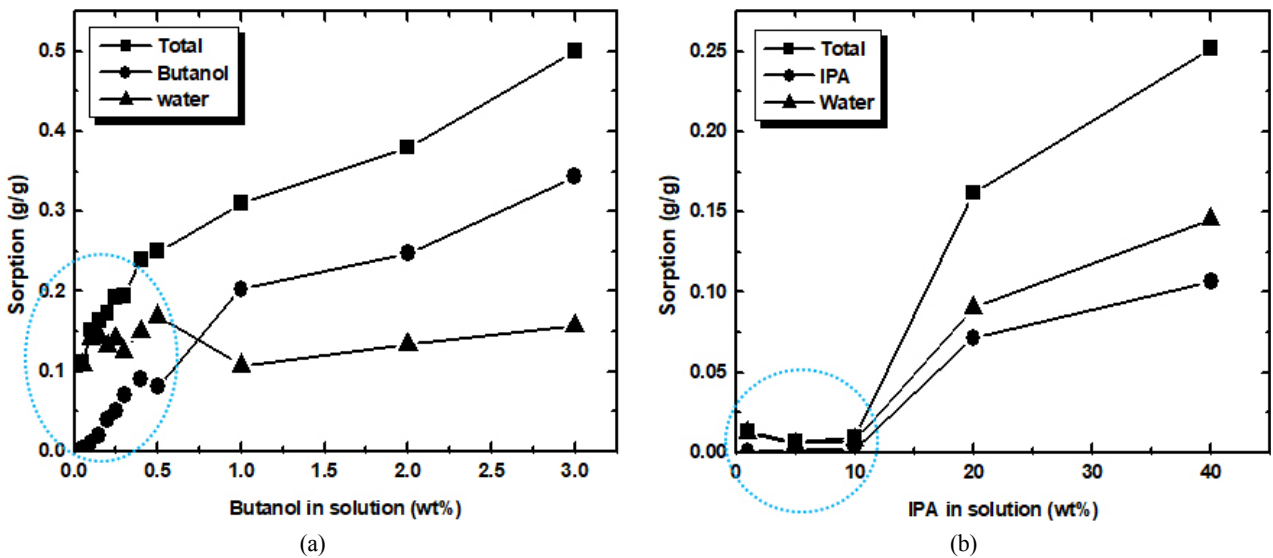 Total
Butanol
water
0.5
0.4
0.3
0.2
0.1
0.0
Sorption (g/g)
0.0 0.5 1.0 1.5 2.0 2.5 3.0
Butanol in solution (wt%)
(a)
Total
IPA
Water
0.25
0.20
0.15
0.10
0.05
0.00
Sorption (g/g)
0 10 20 30 40
IPA in solution (wt%)
(b)